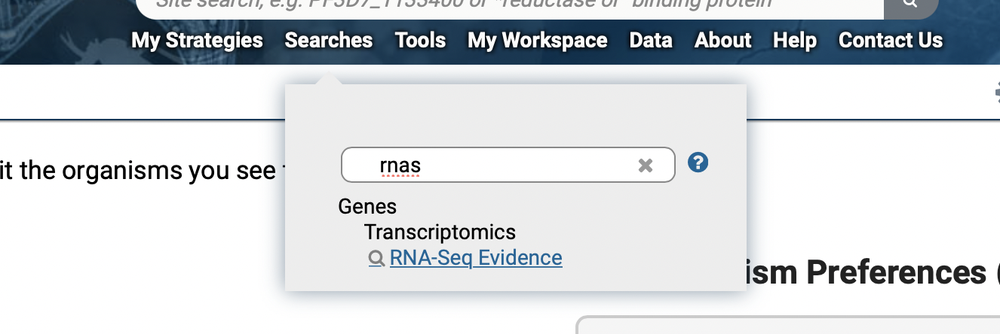 Site search, e.g. PF3D7_1133400 or *reductase or "binding protein"
My Strategies Searches Tools My Workspace Data About Help Contact Us
it the organisms you see
rnas
Genes
Transcriptomics
RNA-Seq Evidence
ism Preferences (